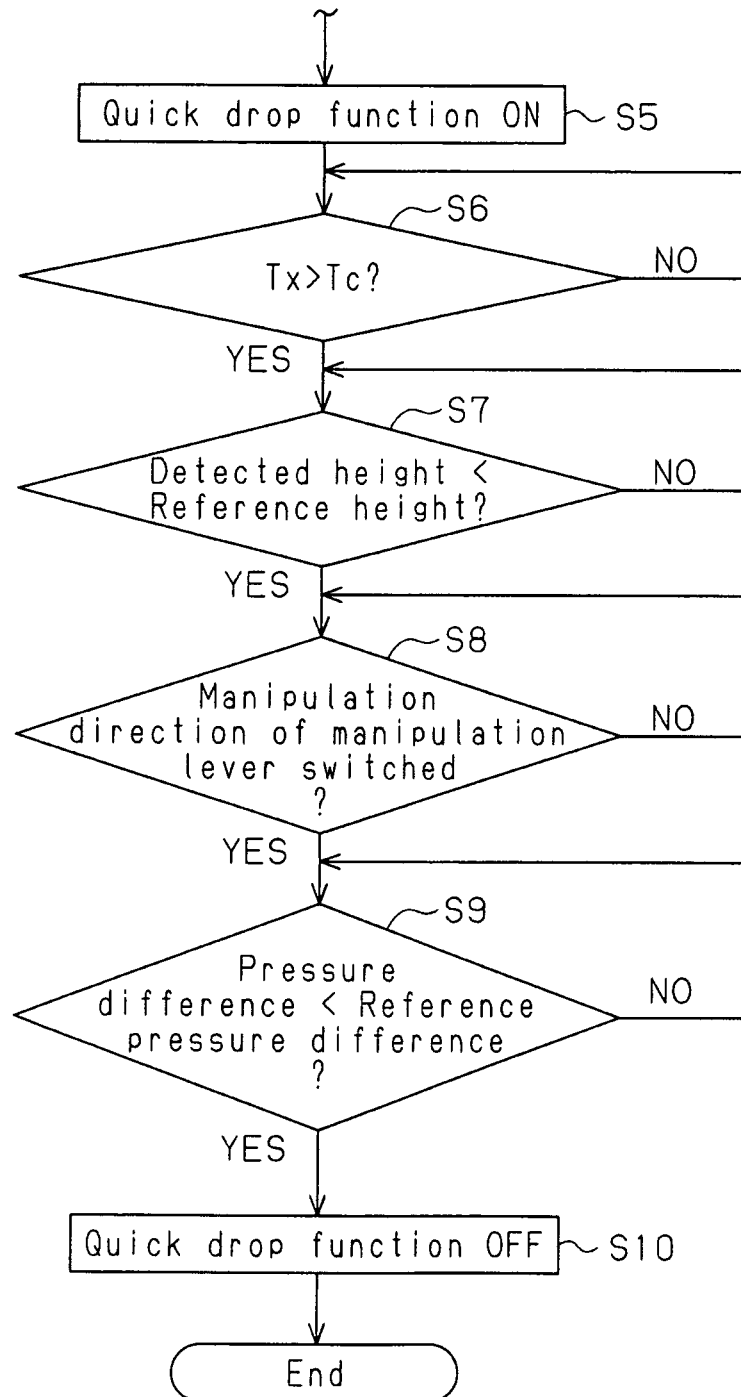 Quick drop function ON
S5
S6
Tx>Tc?
NO
YES
S7
Detected height <
Reference height?
NO
YES
S8
Manipulation
direction of manipulation
lever switched
?
NO
YES
S9
Pressure
difference < Reference
pressure difference
?
NO
YES
Quick drop function OFF
S10
End